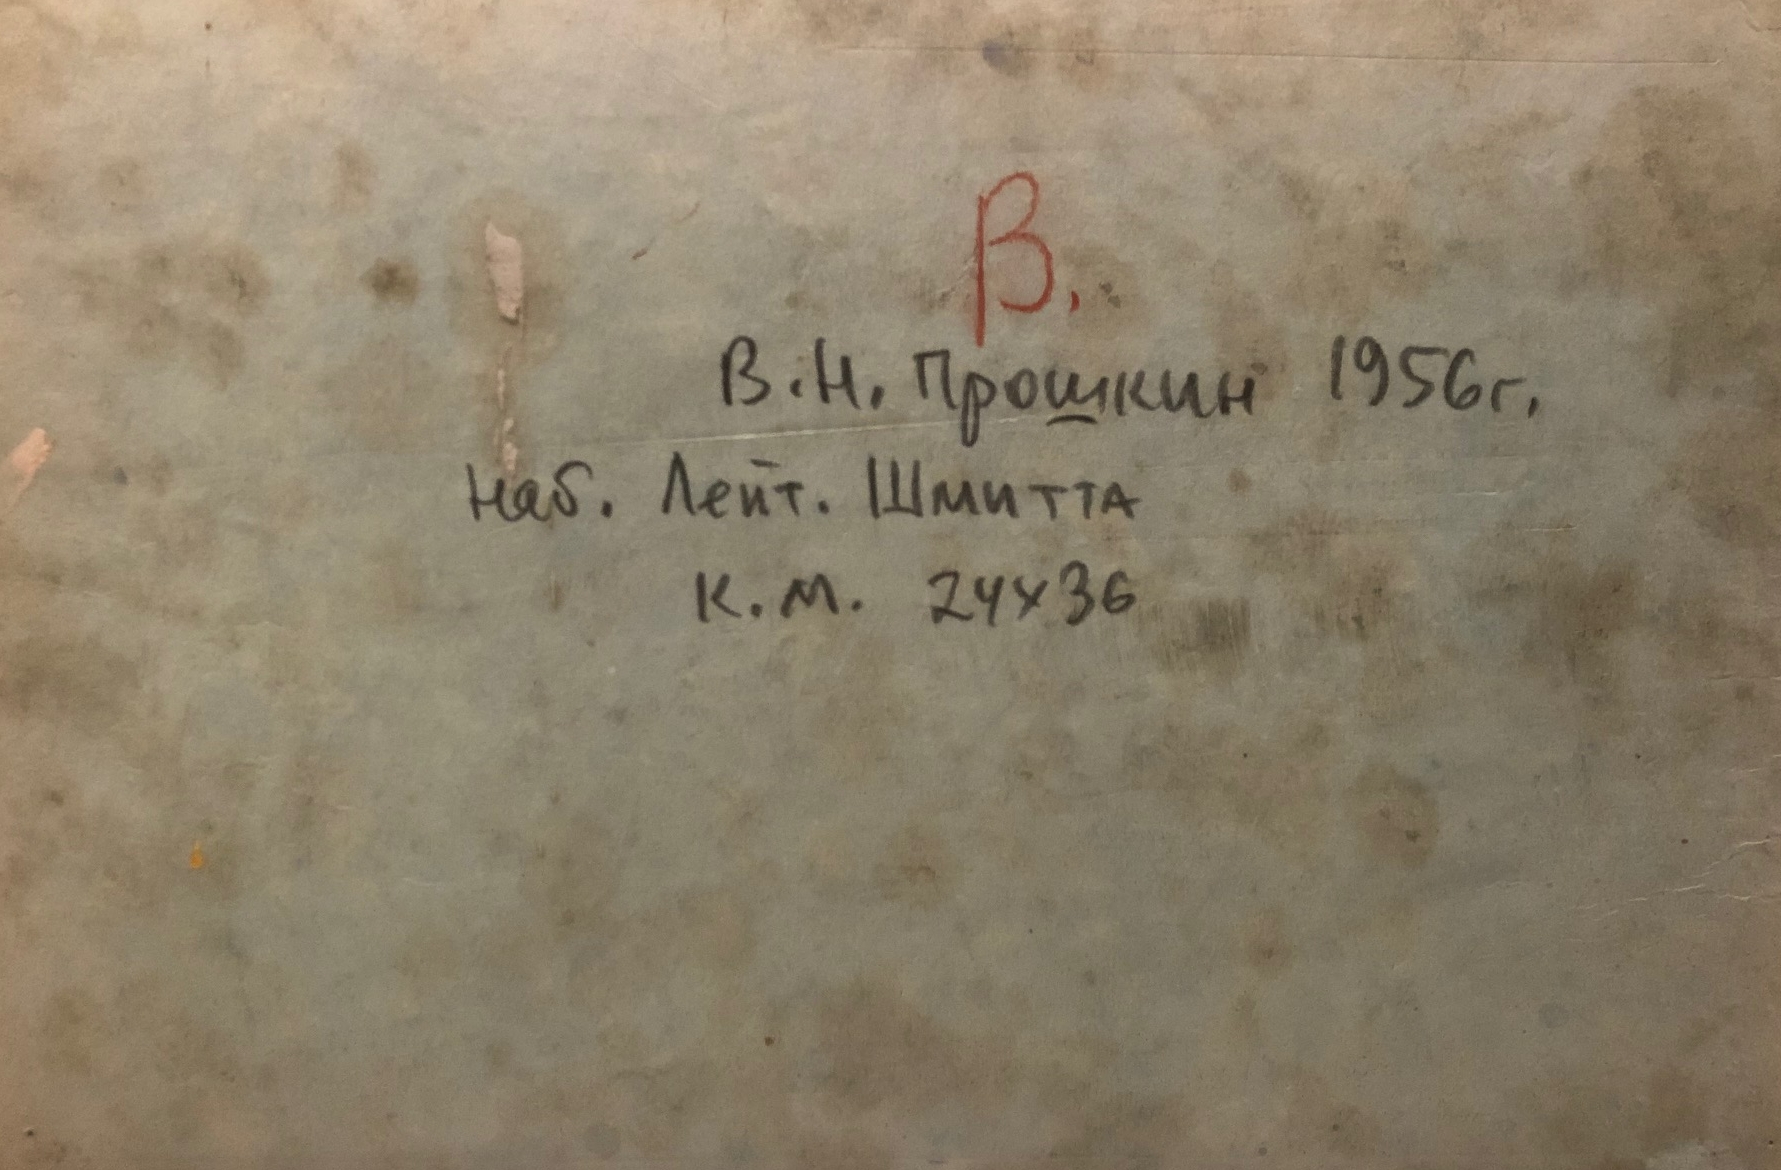 В.
В.Н. Прошкин 1956г.
Наб. Лейт. Шмитта
К.М. 24х36